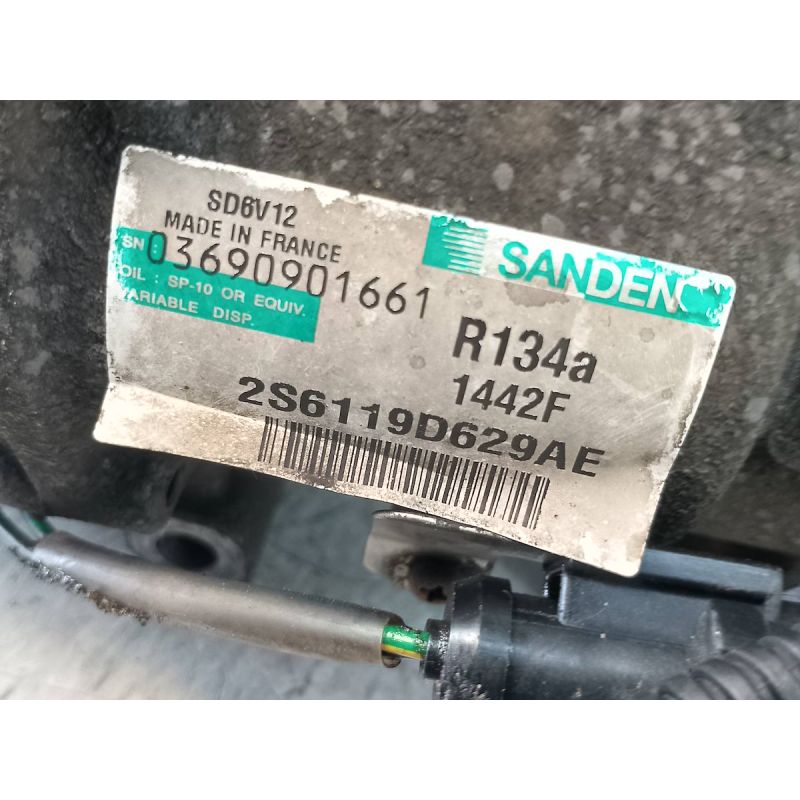 SD6V12
MADE IN FRANCE
SN : 03690901661
OIL : SP-10 OR EQUIV.
VARIABLE DISP.
SANDEN
R134a
1442F
2S6119D629AE